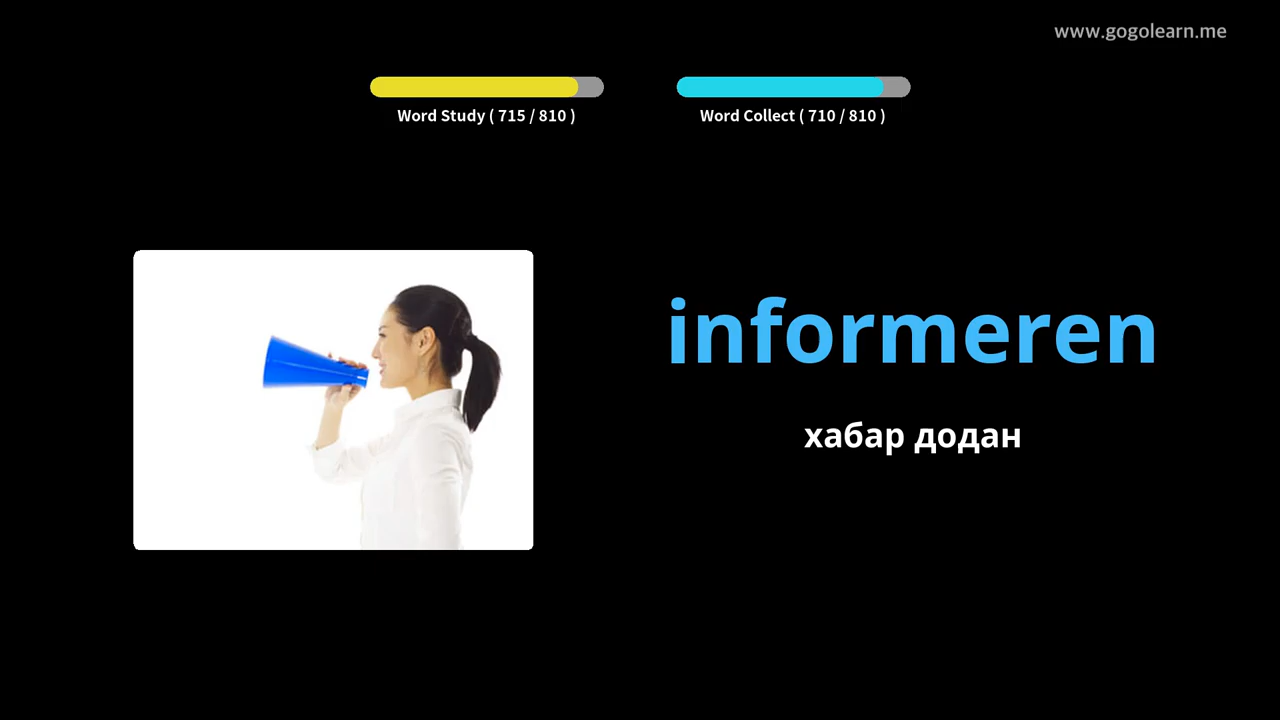 www.gogolearn.me
Word Study ( 715 / 810 )
Word Collect ( 710 / 810 )
informeren
хабар додан